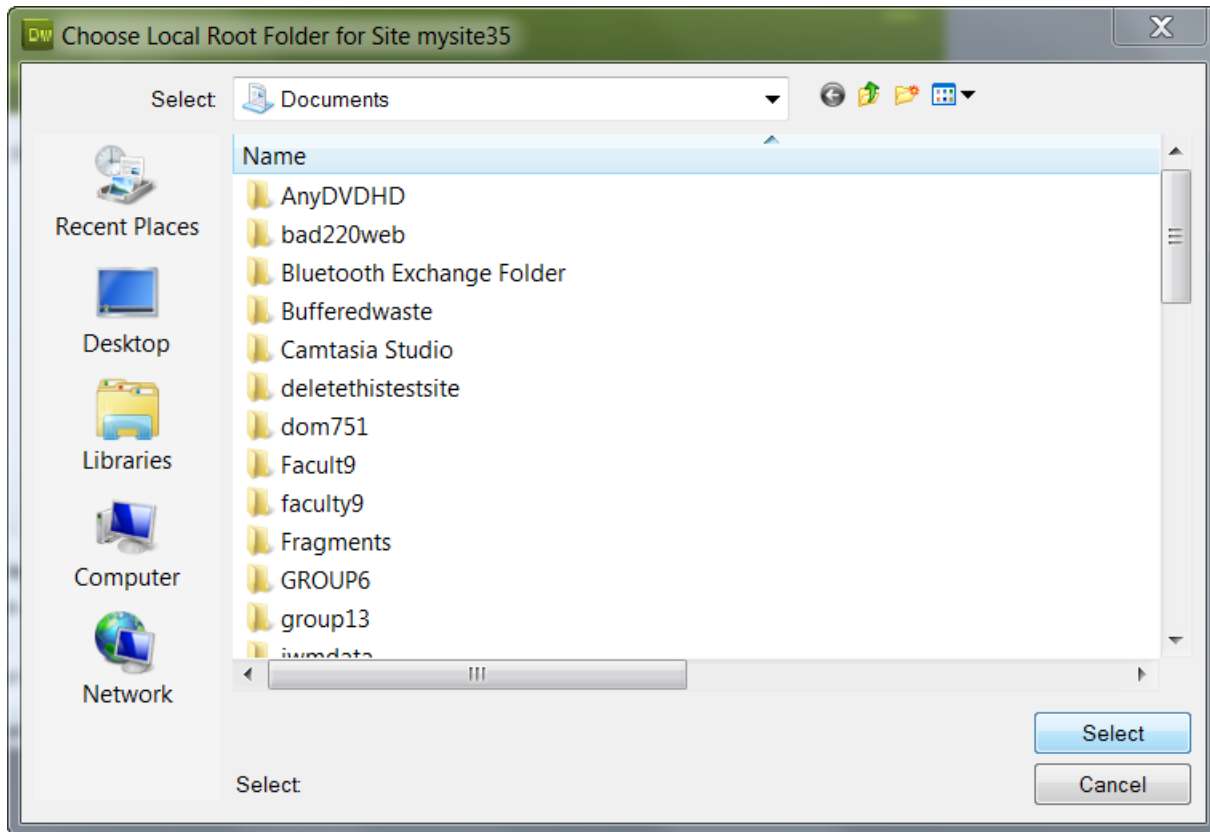 Dw Choose Local Root Folder for Site mysite35
Select: Documents
Name
AnyDVDHD
bad220web
Bluetooth Exchange Folder
Bufferedwaste
Camtasia Studio
deletethistestsite
dom751
Facult9
faculty9
Fragments
GROUP6
group13
iwmdata
Recent Places
Desktop
Libraries
Computer
Network
Select
Select:
Cancel